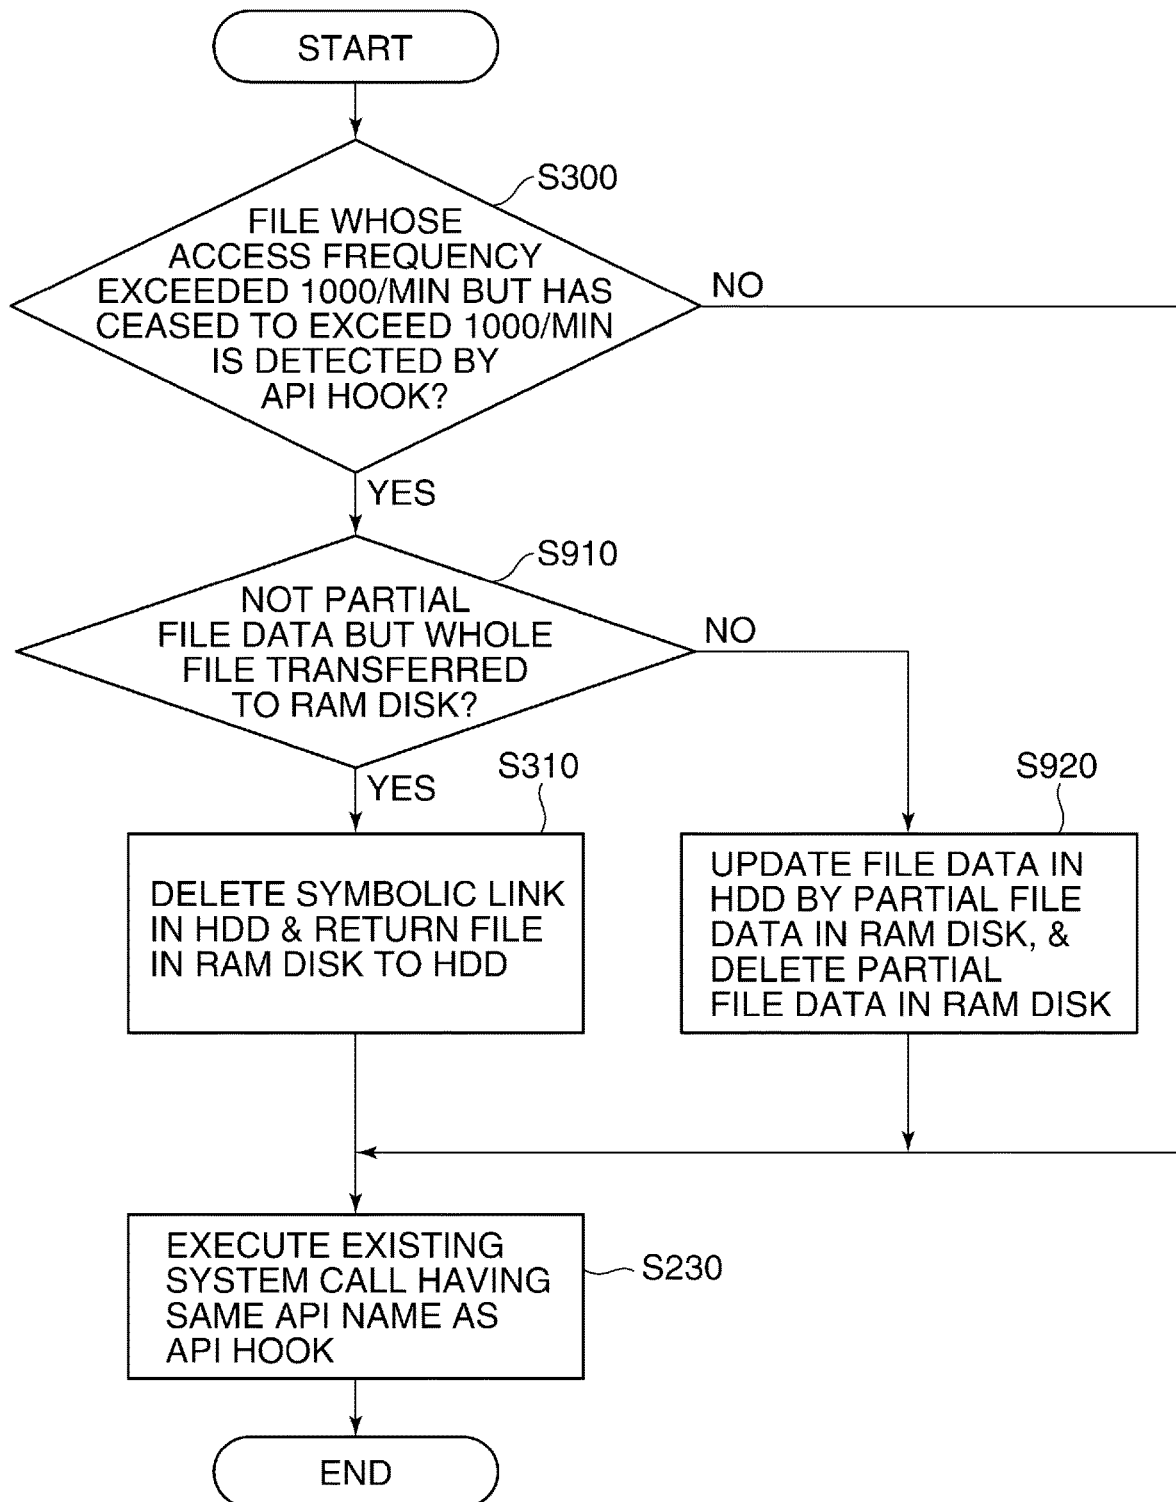 START
S300
FILE WHOSE
ACCESS FREQUENCY
EXCEEDED 1000/MIN BUT HAS
CEASED TO EXCEED 1000/MIN
IS DETECTED BY
API HOOK?
NO
YES
S910
NOT PARTIAL
FILE DATA BUT WHOLE
FILE TRANSFERRED
TO RAM DISK?
NO
YES
S310
DELETE SYMBOLIC LINK
IN HDD & RETURN FILE
IN RAM DISK TO HDD
S920
UPDATE FILE DATA IN
HDD BY PARTIAL FILE
DATA IN RAM DISK, &
DELETE PARTIAL
FILE DATA IN RAM DISK
EXECUTE EXISTING
SYSTEM CALL HAVING
SAME API NAME AS
API HOOK
S230
END